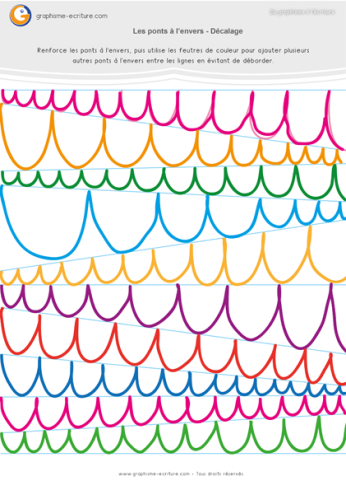 graphisme-ecriture.com
Les ponts à l'envers - Décalage
Renforce les ponts à l'envers, puis utilise les feutres de couleur pour ajouter plusieurs
autres ponts à l'envers entre les lignes en évitant de déborder.
www.graphisme-ecriture.com - Tous droits réservés